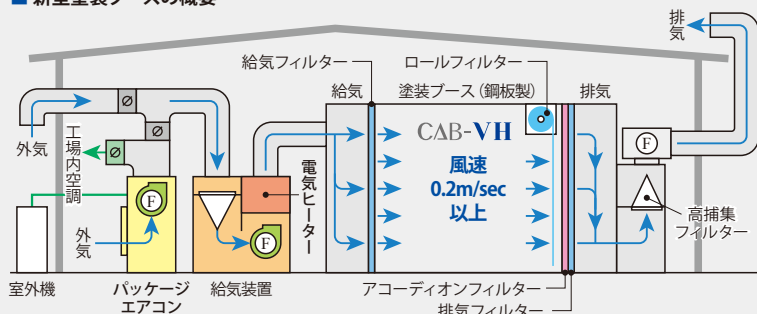 ■ 新型塗装ブースの概要
排気
給気フィルター
ロールフィルター
給気
塗装ブース（鋼板製）
排気
CAB-VH
風速
0.2m/sec
以上
外気
工場内空調
外気
電気ヒーター
F
F
F
高捕集
フィルター
室外機
パッケージ
エアコン
給気装置
アコーディオンフィルター
排気フィルター